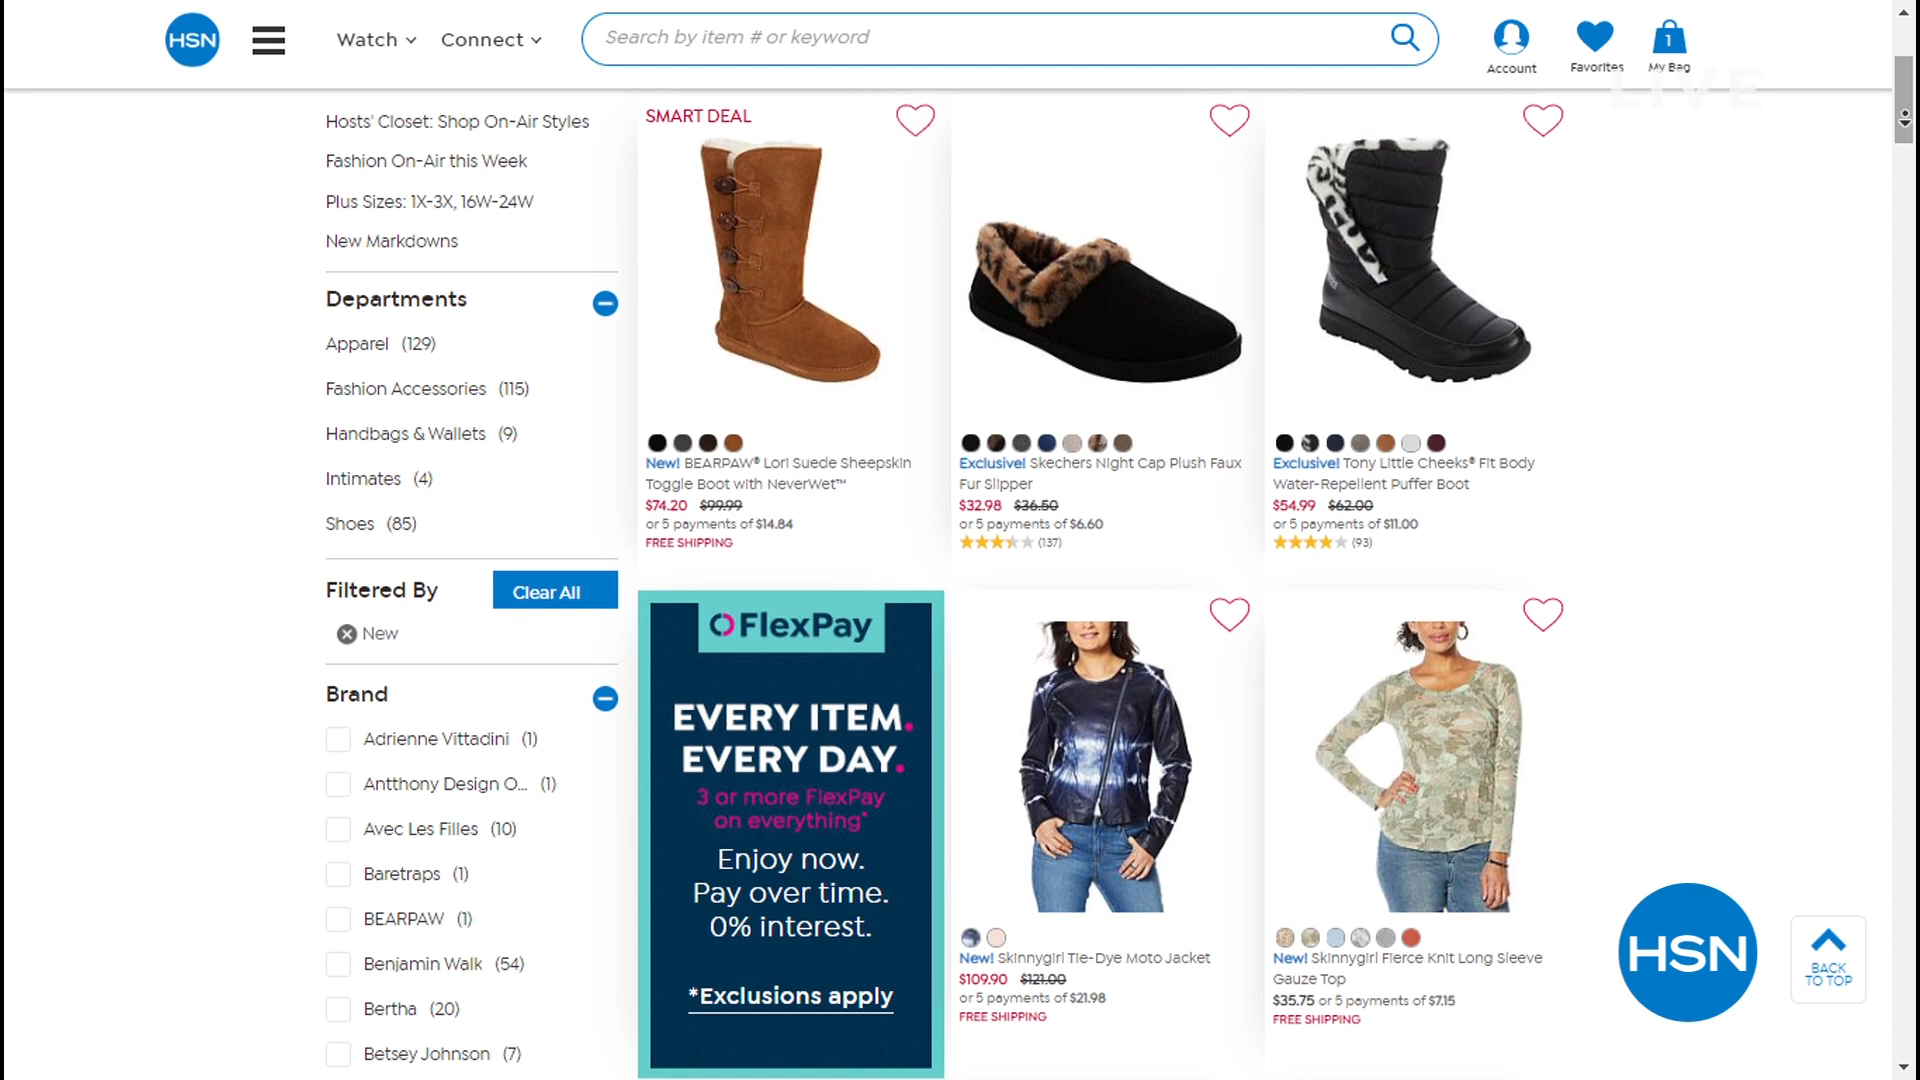 HSN
Watch
Connect
Search by item # or keyword
Account
Favorites
1
My Bag
LIVE
Hosts' Closet: Shop On-Air Styles
Fashion On-Air this Week
Plus Sizes: 1X-3X, 16W-24W
New Markdowns
Departments
Apparel (129)
Fashion Accessories (115)
Handbags & Wallets (9)
Intimates (4)
Shoes (85)
Filtered By
Clear All
New
Brand
Adrienne Vittadini (1)
Antthony Design O... (1)
Avec Les Filles (10)
Baretraps (1)
BEARPAW (1)
Benjamin Walk (54)
Bertha (20)
Betsey Johnson (7)
SMART DEAL
New! BEARPAW® Lori Suede Sheepskin
Toggle Boot with NeverWet™
$74.20 $99.99
or 5 payments of $14.84
FREE SHIPPING
Exclusive! Skechers Night Cap Plush Faux
Fur Slipper
$32.98 $36.50
or 5 payments of $6.60
(137)
Exclusive! Tony Little Cheeks® Fit Body
Water-Repellent Puffer Boot
$54.99 $62.00
or 5 payments of $11.00
(93)
FlexPay
EVERY ITEM.
EVERY DAY.
3 or more FlexPay
on everything*
Enjoy now.
Pay over time.
0% interest.
*Exclusions apply
New! Skinnygirl Tie-Dye Moto Jacket
$109.90 $121.00
or 5 payments of $21.98
FREE SHIPPING
New! Skinnygirl Fierce Knit Long Sleeve
Gauze Top
$35.75 or 5 payments of $7.15
FREE SHIPPING
HSN
BACK
TO TOP